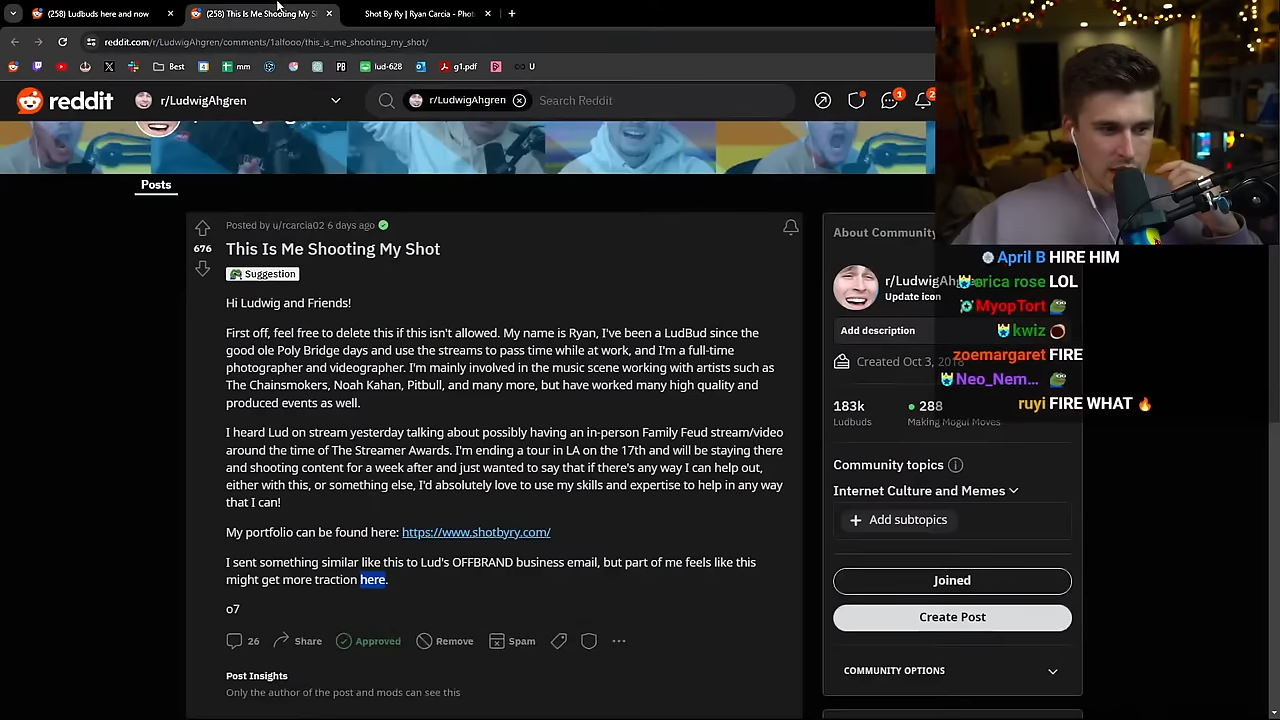 (258) Ludbuds here and now
(258) This Is Me Shooting My S
Shot By Ry | Ryan Carcia - Phot
reddit.com/r/LudwigAhgren/comments/1alfooo/this_is_me_shooting_my_shot/
Best
mm
lud-628
g1.pdf
U
reddit
r/LudwigAhgren
r/LudwigAhgren
Search Reddit
1
2
Posts
Posted by u/rcarcia02 6 days ago
676
This Is Me Shooting My Shot
Suggestion
Hi Ludwig and Friends!
First off, feel free to delete this if this isn't allowed. My name is Ryan, I've been a LudBud since the
good ole Poly Bridge days and use the streams to pass time while at work, and I'm a full-time
photographer and videographer. I'm mainly involved in the music scene working with artists such as
The Chainsmokers, Noah Kahan, Pitbull, and many more, but have worked many high quality and
produced events as well.
I heard Lud on stream yesterday talking about possibly having an in-person Family Feud stream/video
around the time of The Streamer Awards. I'm ending a tour in LA on the 17th and will be staying there
and shooting content for a week after and just wanted to say that if there's any way I can help out,
either with this, or something else, I'd absolutely love to use my skills and expertise to help in any way
that I can!
My portfolio can be found here: https://www.shotbyry.com/
I sent something similar like this to Lud's OFFBRAND business email, but part of me feels like this
might get more traction here.
o7
26
Share
Approved
Remove
Spam
Post Insights
Only the author of the post and mods can see this
About Community
r/LudwigAhgren
Update icon
Add description
Created Oct 3, 2018
183k
Ludbuds
288
Making Mogul Moves
Community topics
Internet Culture and Memes
Add subtopics
Joined
Create Post
COMMUNITY OPTIONS
April B HIRE HIM
erica rose LOL
MyopTort
kwiz
zoemargaret FIRE
Neo_Nem...
ruyi FIRE WHAT 🔥